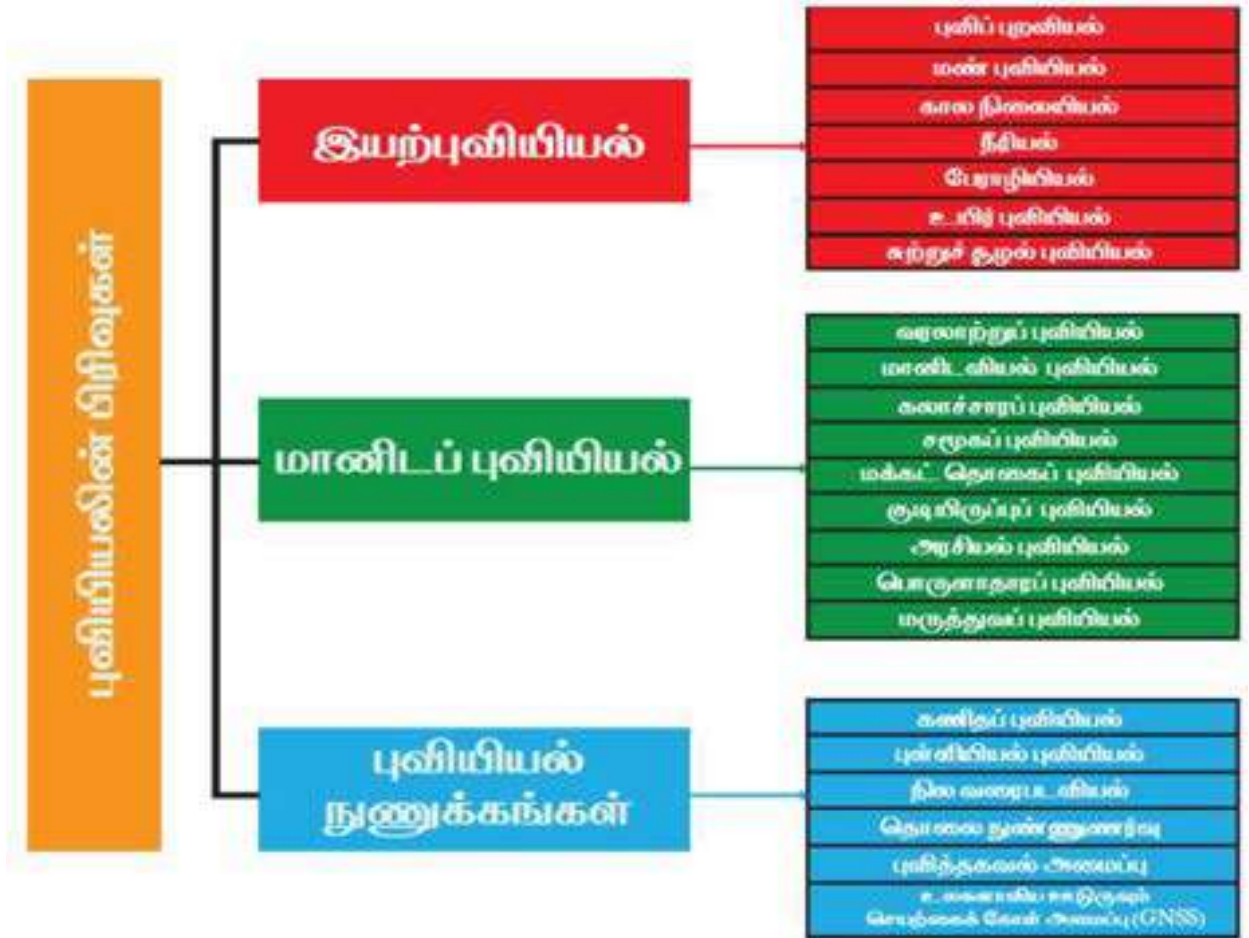 புவியியலின் பிரிவுகள்
இயற்புவியியல்
புவிப் புறவியல்
மண் புவியியல்
கால நிலையியல்
நீரியல்
பேராழியியல்
உயிர் புவியியல்
சுற்றுச் சூழல் புவியியல்
மானிடப் புவியியல்
வரலாற்றுப் புவியியல்
மானிடவியல் புவியியல்
கலாச்சாரப் புவியியல்
சமூகப் புவியியல்
மக்கட் தொகைப் புவியியல்
குடியிருப்புப் புவியியல்
அரசியல் புவியியல்
பொருளாதாரப் புவியியல்
மருத்துவப் புவியியல்
புவியியல்
நுணுக்கங்கள்
கணிதப் புவியியல்
புள்ளியியல் புவியியல்
நில வரைபடவியல்
தொலை நுண்ணுணர்வு
புவித்தகவல் அமைப்பு
உலகளாவிய ஊடுருவும்
செயற்கைக் கோள் அமைப்பு (GNSS)